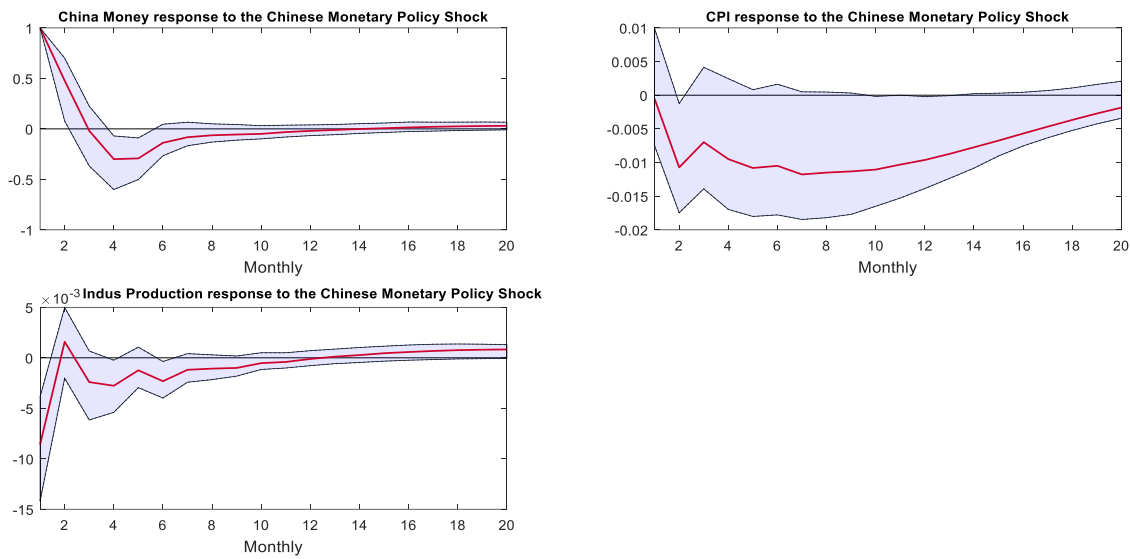 China Money response to the Chinese Monetary Policy Shock
1
0.5
0
-0.5
-1
2 4 6 8 10 12 14 16 18 20
Monthly
CPI response to the Chinese Monetary Policy Shock
0.01
0.005
0
-0.005
-0.01
-0.015
-0.02
2 4 6 8 10 12 14 16 18 20
Monthly
×10-3 Indus Production response to the Chinese Monetary Policy Shock
5
0
-5
-10
-15
2 4 6 8 10 12 14 16 18 20
Monthly